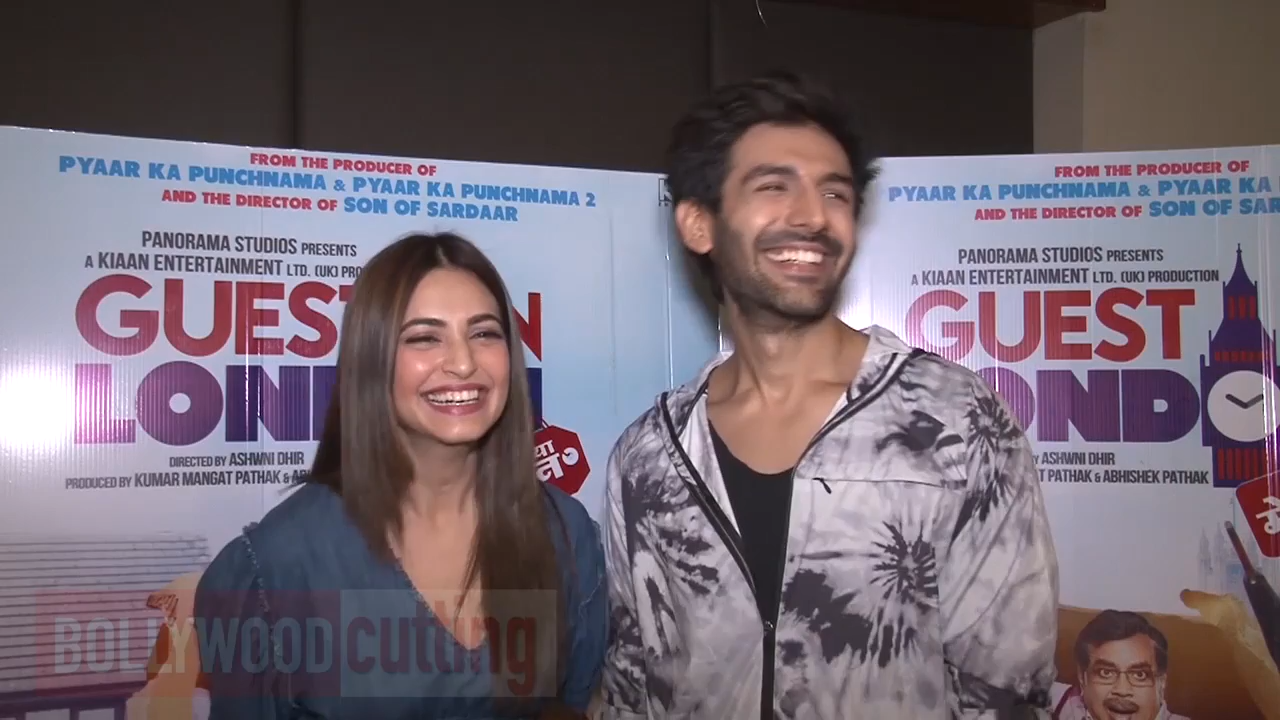 FROM THE PRODUCER OF
PYAAR KA PUNCHNAMA & PYAAR KA PUNCHNAMA 2
AND THE DIRECTOR OF SON OF SARDAAR
PANORAMA STUDIOS PRESENTS
A KIAAN ENTERTAINMENT LTD. (UK)
GUEST
LOND
DIRECTED BY ASHWNI DHIR
PRODUCED BY KUMAR MANGAT PATHAK &
FROM THE PRODUCER OF
PYAAR KA PUNCHNAMA & PYAAR KA
AND THE DIRECTOR OF SON OF SAR
PANORAMA STUDIOS PRESENTS
A KIAAN ENTERTAINMENT LTD. (UK) PRODUCTION
GUEST
OND
BY ASHWNI DHIR
T PATHAK & ABHISHEK PATHAK
BOLLYWOODcutting